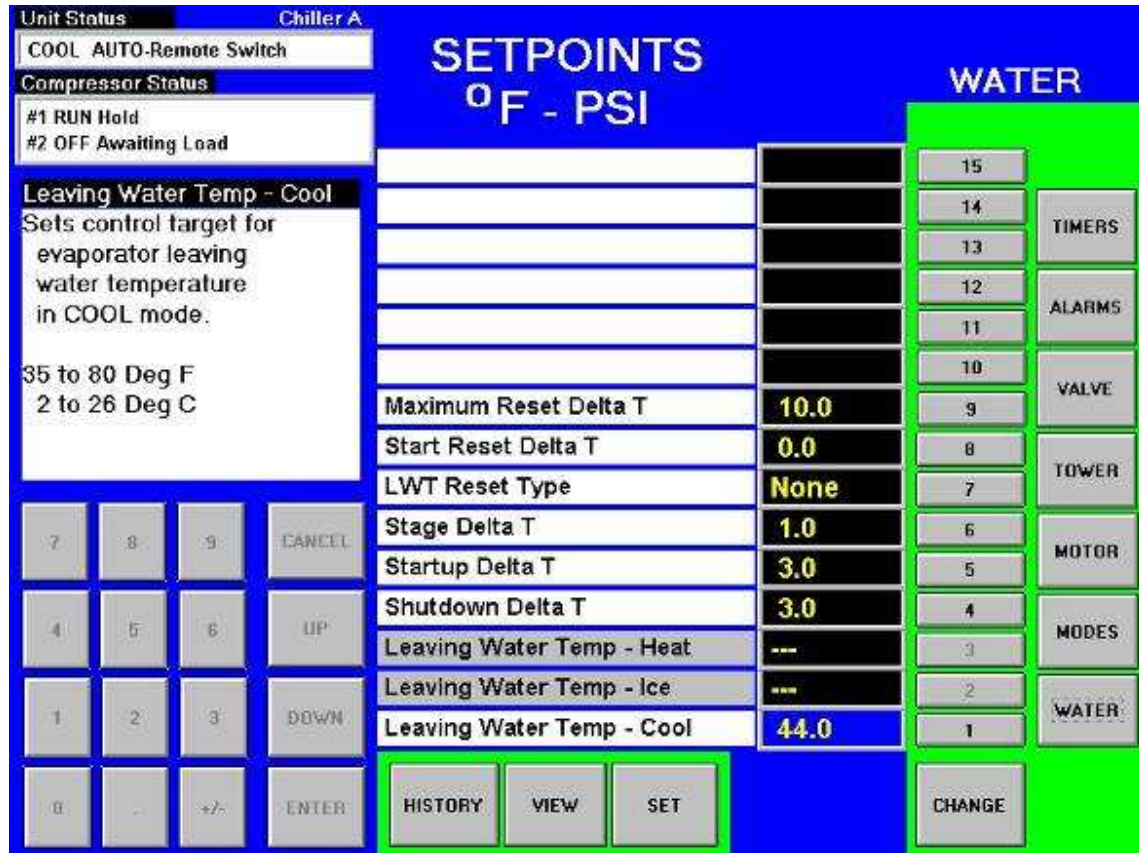 Unit Status Chiller A
COOL AUTO-Remote Switch
Compressor Status
#1 RUN Hold
#2 OFF Awaiting Load
SETPOINTS
°F - PSI
WATER
Leaving Water Temp - Cool
Sets control target for
evaporator leaving
water temperature
in COOL mode.
35 to 80 Deg F
2 to 26 Deg C
15
14
13
12
11
10
Maximum Reset Delta T 10.0 9
Start Reset Delta T 0.0 8
LWT Reset Type None 7
Stage Delta T 1.0 6
Startup Delta T 3.0 5
Shutdown Delta T 3.0 4
Leaving Water Temp - Heat --- 3
Leaving Water Temp - Ice --- 2
Leaving Water Temp - Cool 44.0 1
TIMERS
ALARMS
VALVE
TOWER
MOTOR
MODES
WATER
7 8 9 CANCEL
4 5 6 UP
1 2 3 DOWN
0 . +/- ENTER
HISTORY VIEW SET CHANGE